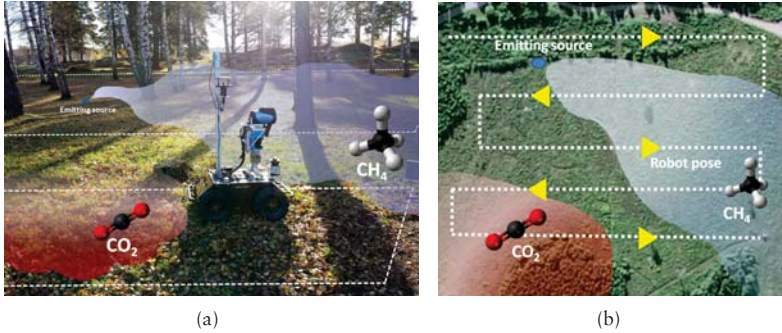 Emitting source
CH4
CO2
(a)
Emitting source
Robot pose
CH4
CO2
(b)